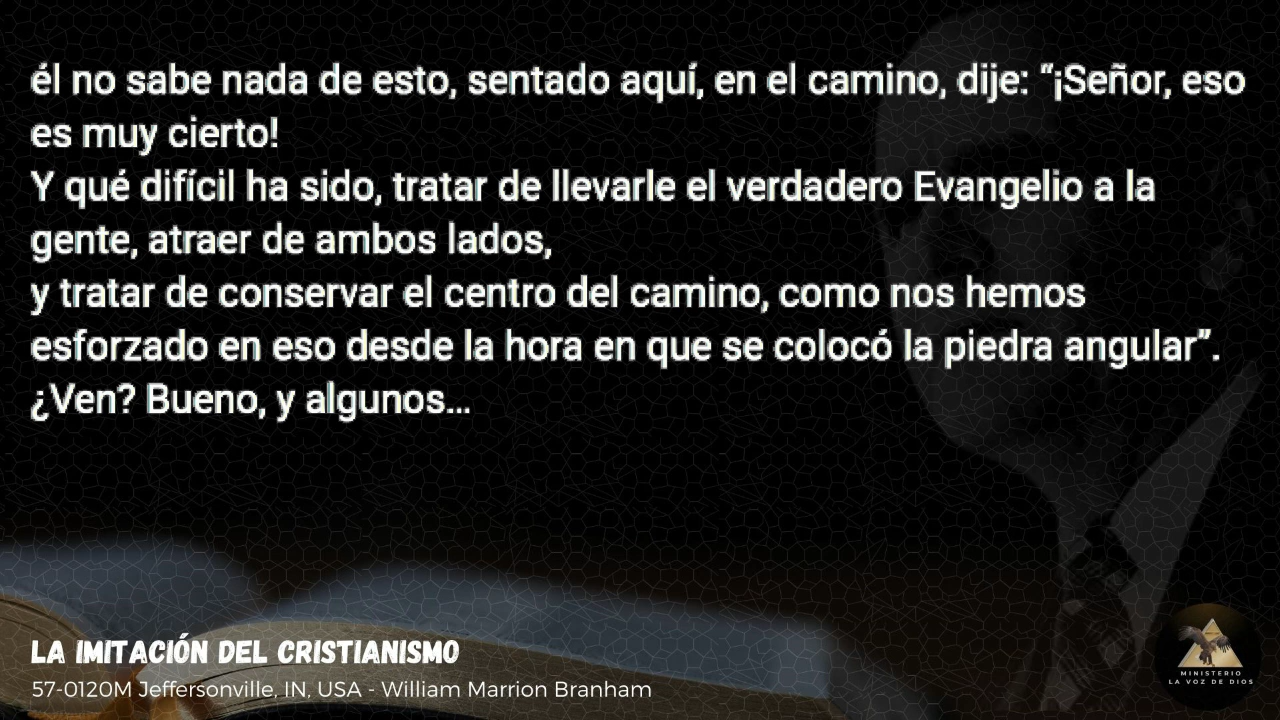 él no sabe nada de esto, sentado aquí, en el camino, dije: “¡Señor, eso
es muy cierto!
Y qué difícil ha sido, tratar de llevarle el verdadero Evangelio a la
gente, atraer de ambos lados,
y tratar de conservar el centro del camino, como nos hemos
esforzado en eso desde la hora en que se colocó la piedra angular”.
¿Ven? Bueno, y algunos...
LA IMITACIÓN DEL CRISTIANISMO
57-0120M Jeffersonville, IN, USA - William Marrion Branham
MINISTERIO
LA VOZ DE DIOS